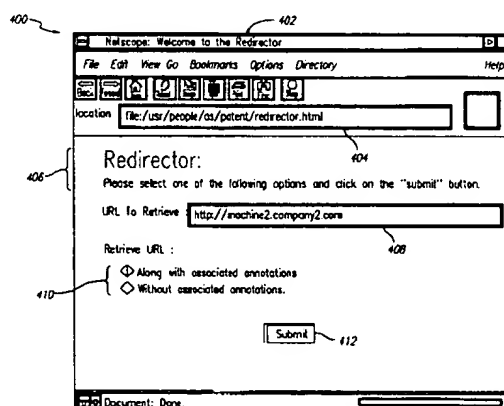 400
402
Netscape: Welcome to the Redirector
File Edit View Go Bookmarks Options Directory Help
location file:/usr/people/as/patent/redirector.html
404
406
Redirector:
Please select one of the following options and click on the "submit" button.
URL To Retrieve : http://machine2.company2.com
408
Retrieve URL :
410
Along with associated annotations
Without associated annotations.
Submit
412
Document: Done.